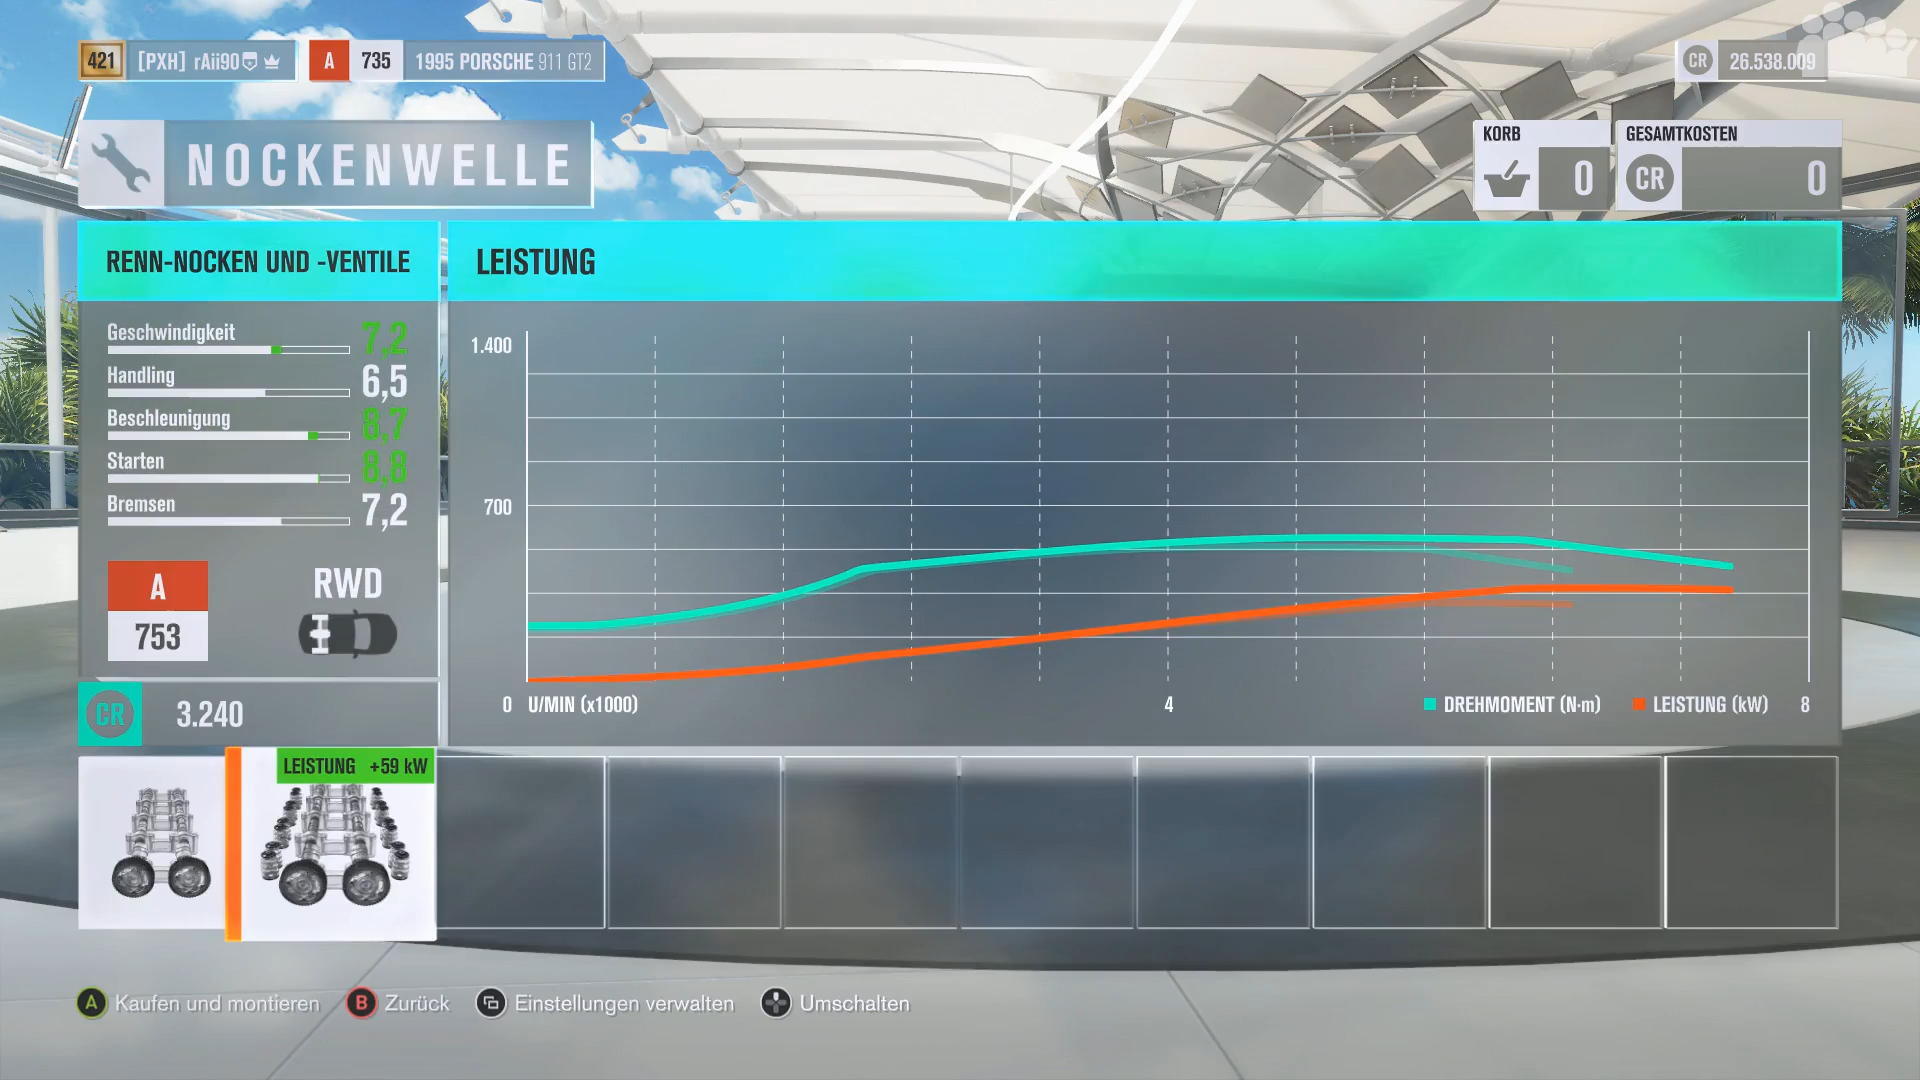 421 [PXH] rAii90 A 735 1995 PORSCHE 911 GT2
CR 26.538.009
NOCKENWELLE
KORB
0
GESAMTKOSTEN
CR 0
RENN-NOCKEN UND -VENTILE
Geschwindigkeit 7,2
Handling 6,5
Beschleunigung 8,7
Starten 8,8
Bremsen 7,2
A
753
RWD
CR 3.240
LEISTUNG
1.400
700
0 U/MIN (x1000) 4 DREHMOMENT (N·m) LEISTUNG (kW) 8
LEISTUNG +59 kW
A Kaufen und montieren B Zurück Einstellungen verwalten Umschalten